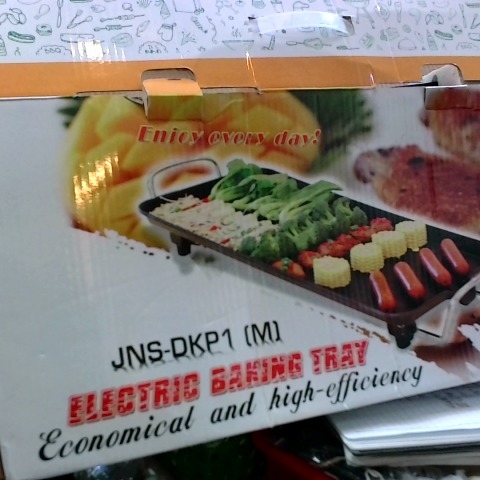 Enjoy every day!
JNS-DKP1 (M)
ELECTRIC BAKING TRAY
Economical and high-efficiency